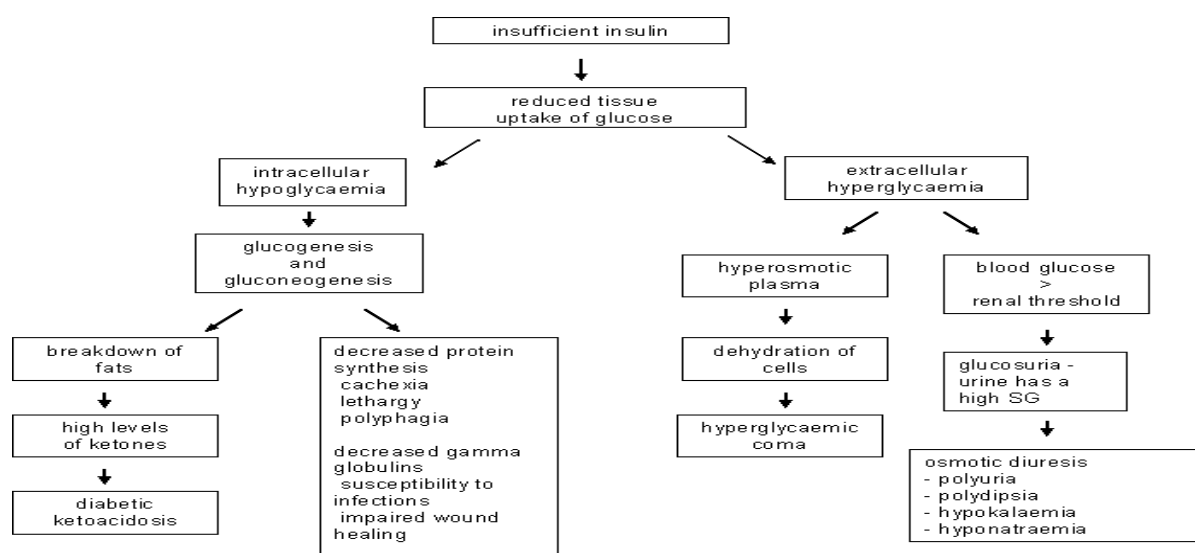 insufficient insulin
reduced tissue
uptake of glucose
intracellular
hypoglycaemia
extracellular
hyperglycaemia
glucogenesis
and
gluconeogenesis
hyperosmotic
plasma
blood glucose
>
renal threshold
breakdown of
fats
decreased protein
synthesis
cachexia
lethargy
polyphagia
decreased gamma
globulins
susceptibility to
infections
impaired wound
healing
dehydration of
cells
glucosuria -
urine has a
high SG
high levels
of ketones
hyperglycaemic
coma
diabetic
ketoacidosis
osmotic diuresis
- polyuria
- polydipsia
- hypokalaemia
- hyponatraemia